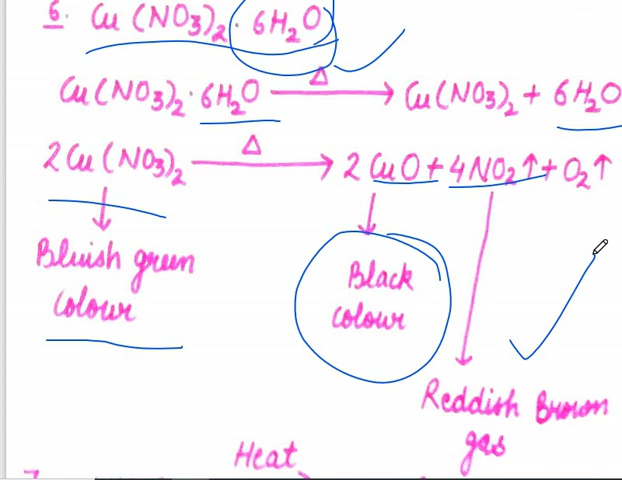 6. Cu(NO3)2·6H2O
Cu(NO3)2·6H2O —Δ→ Cu(NO3)2 + 6H2O
2Cu(NO3)2 —Δ→ 2CuO + 4NO2↑ + O2↑
Bluish green
colour
Black
colour
Reddish Brown
gas
Heat